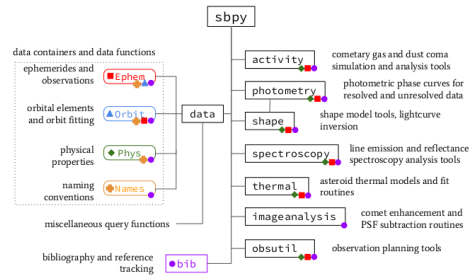 sbpy
data containers and data functions
ephemerides and
observations
Ephem
orbital elements
and orbit fitting
Orbit
physical
properties
Phys
naming
conventions
Names
data
miscellaneous query functions
bibliography and reference
tracking
bib
activity
cometary gas and dust coma
simulation and analysis tools
photometry
photometric phase curves for
resolved and unresolved data
shape
shape model tools, lightcurve
inversion
spectroscopy
line emission and reflectance
spectroscopy analysis tools
thermal
asteroid thermal models and fit
routines
imageanalysis
comet enhancement and
PSF subtraction routines
obsutil
observation planning tools